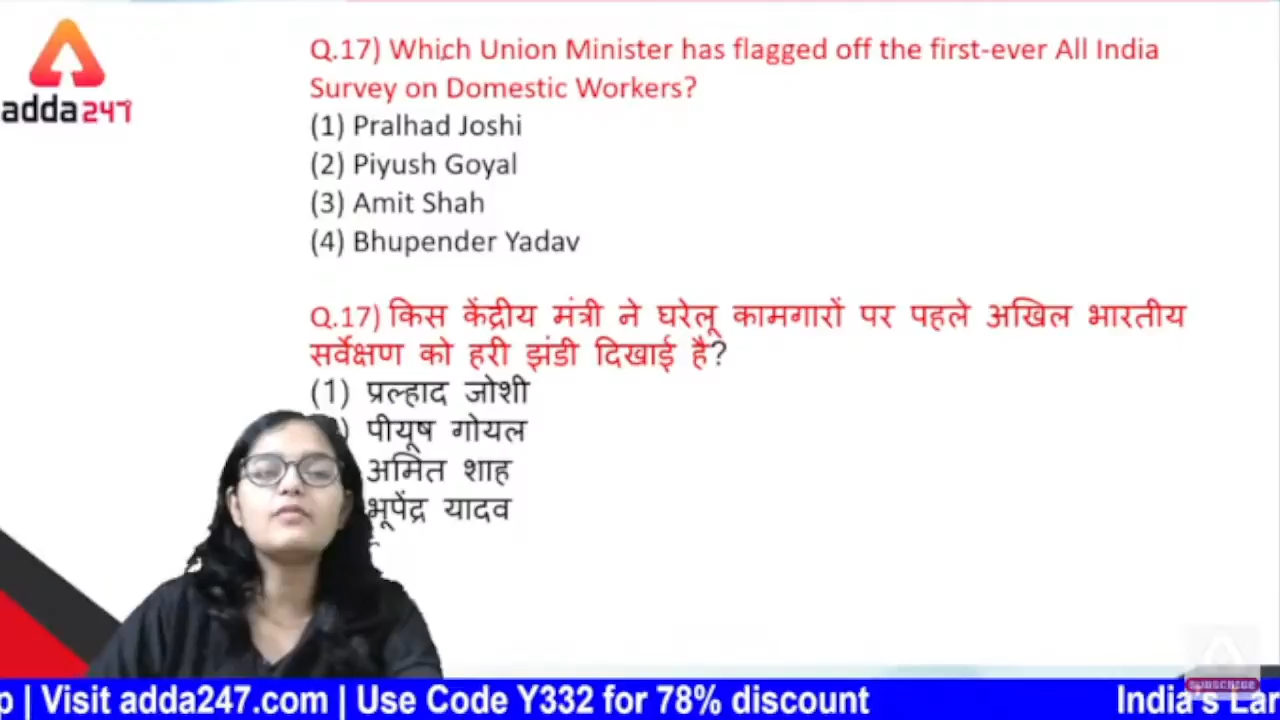 adda247
Q.17) Which Union Minister has flagged off the first-ever All India
Survey on Domestic Workers?
(1) Pralhad Joshi
(2) Piyush Goyal
(3) Amit Shah
(4) Bhupender Yadav
Q.17) किस केंद्रीय मंत्री ने घरेलू कामगारों पर पहले अखिल भारतीय
सर्वेक्षण को हरी झंडी दिखाई है?
(1) प्रल्हाद जोशी
) पीयूष गोयल
अमित शाह
भूपेंद्र यादव
SUBSCRIBE
p | Visit adda247.com | Use Code Y332 for 78% discount
India's Lar